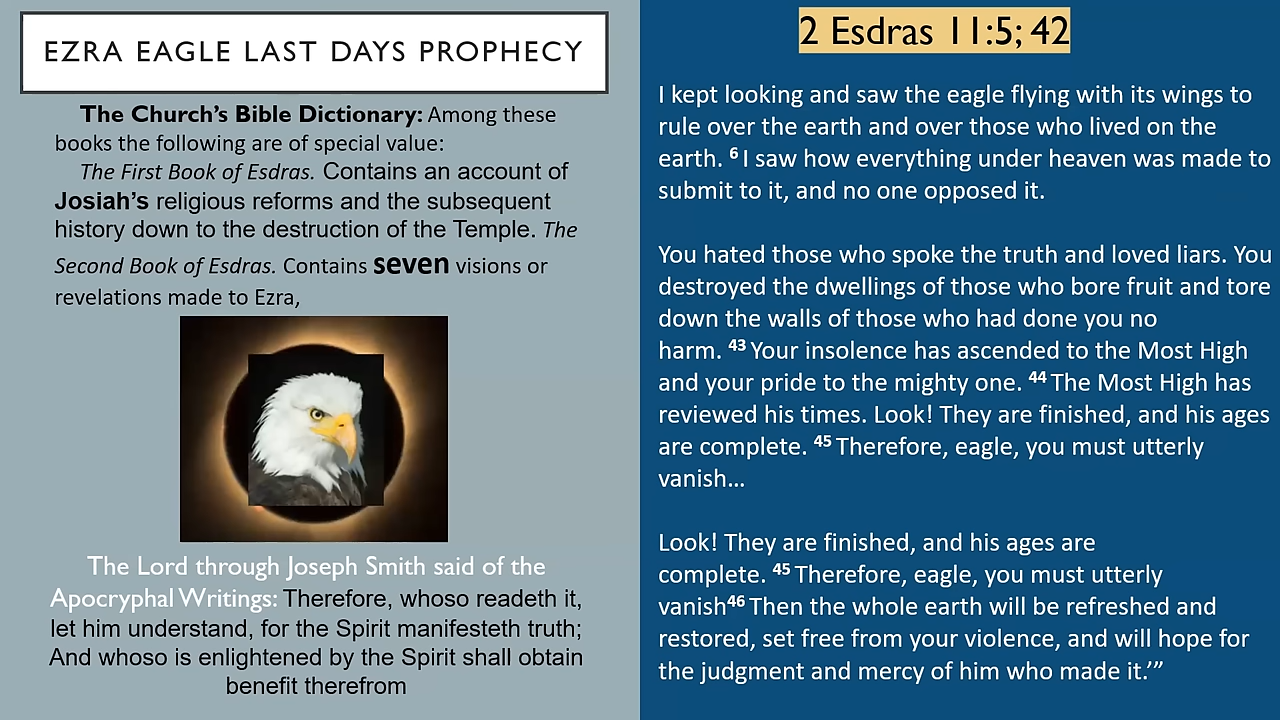 EZRA EAGLE LAST DAYS PROPHECY
The Church's Bible Dictionary: Among these
books the following are of special value:
The First Book of Esdras. Contains an account of
Josiah's religious reforms and the subsequent
history down to the destruction of the Temple. The
Second Book of Esdras. Contains seven visions or
revelations made to Ezra,
The Lord through Joseph Smith said of the
Apocryphal Writings: Therefore, whoso readeth it,
let him understand, for the Spirit manifesteth truth;
And whoso is enlightened by the Spirit shall obtain
benefit therefrom
2 Esdras 11:5; 42
I kept looking and saw the eagle flying with its wings to
rule over the earth and over those who lived on the
earth. 6 I saw how everything under heaven was made to
submit to it, and no one opposed it.
You hated those who spoke the truth and loved liars. You
destroyed the dwellings of those who bore fruit and tore
down the walls of those who had done you no
harm. 43 Your insolence has ascended to the Most High
and your pride to the mighty one. 44 The Most High has
reviewed his times. Look! They are finished, and his ages
are complete. 45 Therefore, eagle, you must utterly
vanish...
Look! They are finished, and his ages are
complete. 45 Therefore, eagle, you must utterly
vanish46 Then the whole earth will be refreshed and
restored, set free from your violence, and will hope for
the judgment and mercy of him who made it.'"